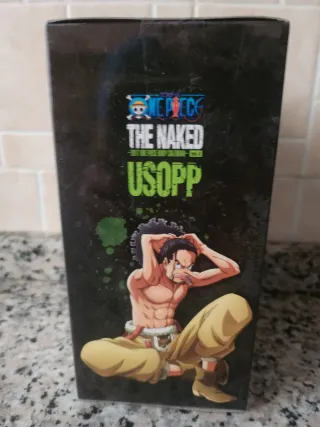 ONE PIECE
THE NAKED
USOPP